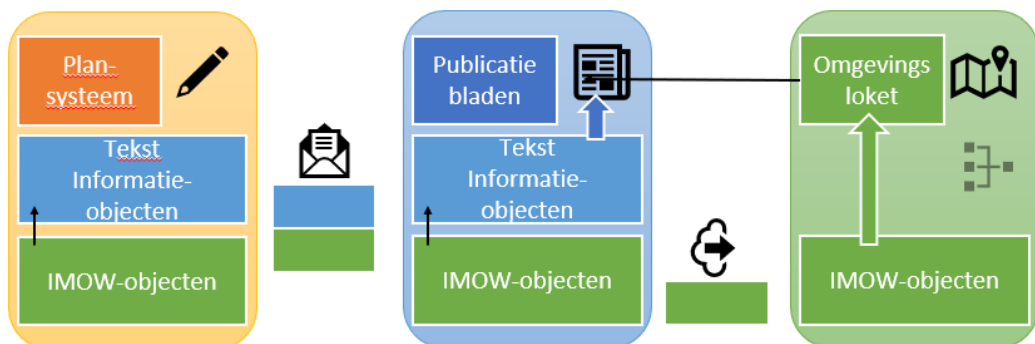 Plan-
systeem
Tekst
Informatie-
objecten
IMOW-objecten
Publicatie
bladen
Tekst
Informatie-
objecten
IMOW-objecten
Omgevings
loket
IMOW-objecten